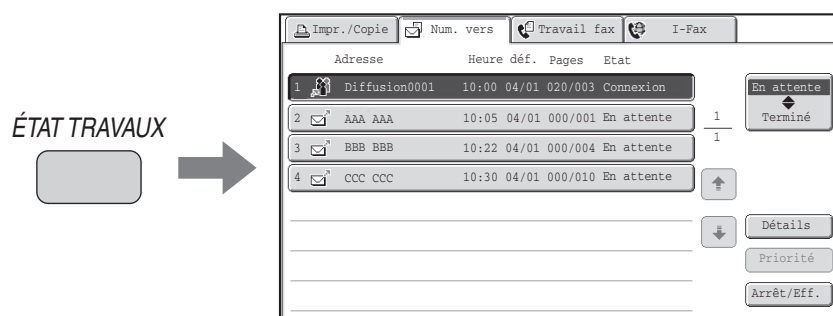 ÉTAT TRAVAUX
Impr./Copie Num. vers Travail fax I-Fax
Adresse Heure déf. Pages Etat
1 Diffusion0001 10:00 04/01 020/003 Connexion
2 AAA AAA 10:05 04/01 000/001 En attente
3 BBB BBB 10:22 04/01 000/004 En attente
4 CCC CCC 10:30 04/01 000/010 En attente
1
1
En attente
Terminé
Détails
Priorité
Arrêt/Eff.